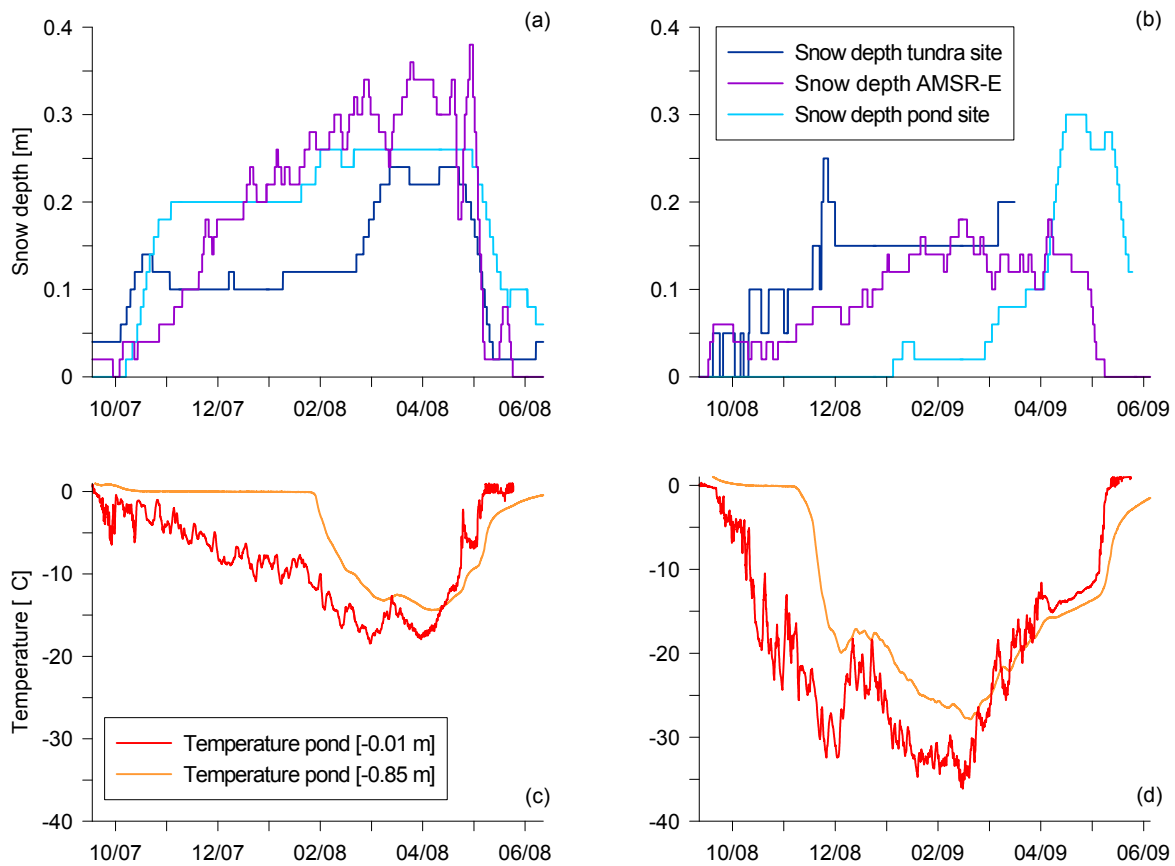 (a)
(b)
Snow depth [m]
0.4
0.3
0.2
0.1
0
10/07 12/07 02/08 04/08 06/08
0.4
0.3
0.2
0.1
0
Snow depth tundra site
Snow depth AMSR-E
Snow depth pond site
10/08 12/08 02/09 04/09 06/09
Temperature [ C]
0
-10
-20
-30
-40
Temperature pond [-0.01 m]
Temperature pond [-0.85 m]
(c)
10/07 12/07 02/08 04/08 06/08
0
-10
-20
-30
-40
(d)
10/08 12/08 02/09 04/09 06/09